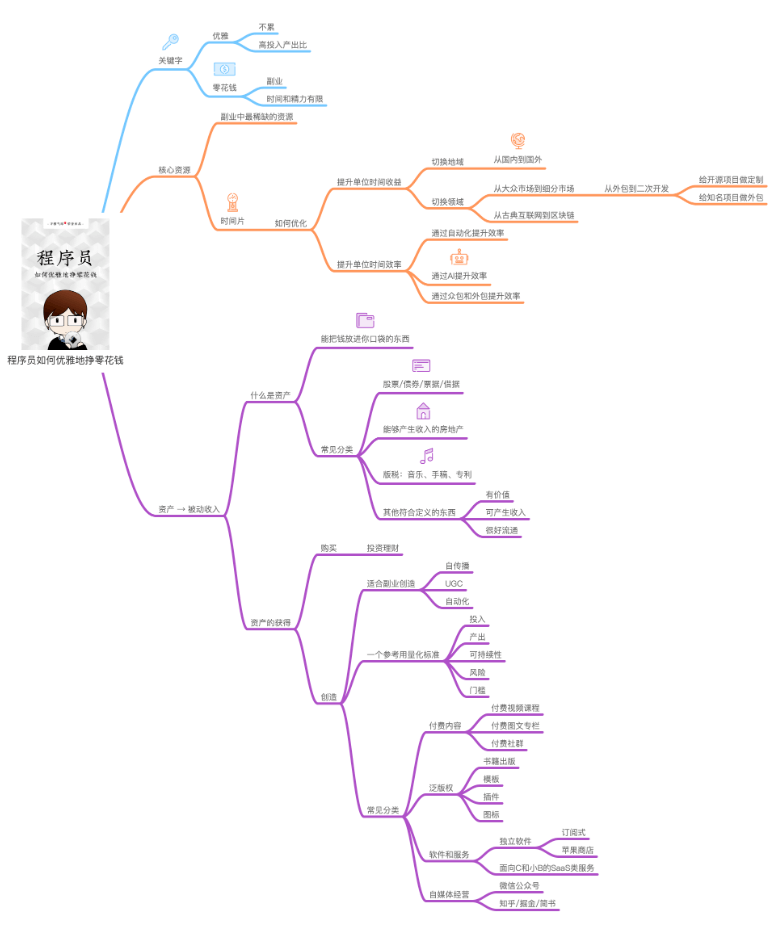 程序员
如何优雅地挣零花钱
程序员如何优雅地挣零花钱
关键字
优雅
不累
高投入产出比
零花钱
副业
时间和精力有限
核心资源
副业中最稀缺的资源
时间片
如何优化
提升单位时间收益
切换地域
从国内到国外
切换领域
从大众市场到细分市场
从外包到二次开发
给开源项目做定制
给知名项目做外包
从古典互联网到区块链
提升单位时间效率
通过自动化提升效率
通过AI提升效率
通过众包和外包提升效率
资产 → 被动收入
什么是资产
能把钱放进你口袋的东西
常见分类
股票/债券/票据/借据
能够产生收入的房地产
版税：音乐、手稿、专利
其他符合定义的东西
有价值
可产生收入
很好流通
资产的获得
购买
投资理财
创造
适合副业创造
自传播
UGC
自动化
一个参考用量化标准
投入
产出
可持续性
风险
门槛
常见分类
付费内容
付费视频课程
付费图文专栏
付费社群
泛版权
书籍出版
模板
插件
图标
软件和服务
独立软件
订阅式
苹果商店
面向C和小B的SaaS类服务
自媒体经营
微信公众号
知乎/掘金/简书